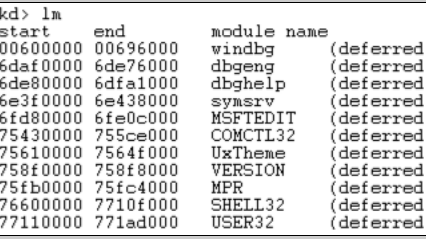 kd> lm
start    end        module name
00600000 00696000   windbg     (deferred
6daf0000 6de76000   dbgeng     (deferred
6de80000 6dfa1000   dbghelp    (deferred
6e3f0000 6e438000   symsrv     (deferred
6fd80000 6fe0c000   MSFTEDIT   (deferred
75430000 755ce000   COMCTL32   (deferred
75610000 7564f000   UxTheme    (deferred
758f0000 758f8000   VERSION    (deferred
75fb0000 75fc4000   MPR        (deferred
76600000 7710f000   SHELL32    (deferred
77110000 771ad000   USER32     (deferred